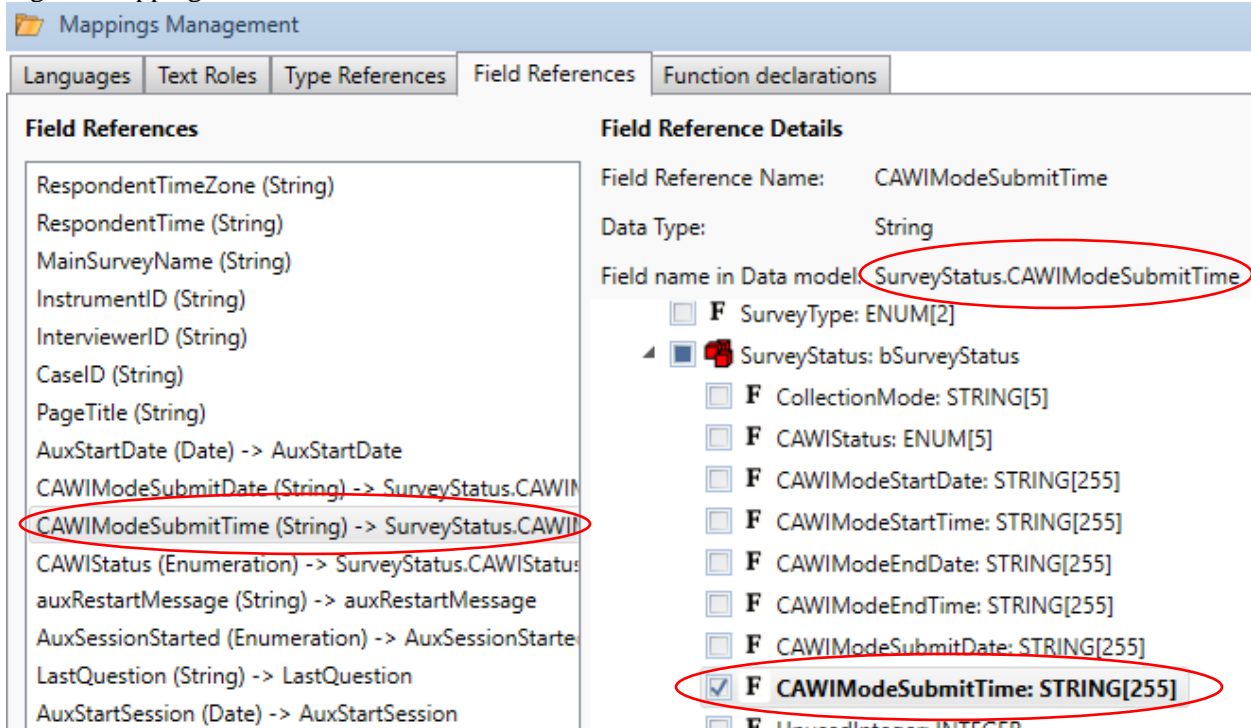 Mappings Management
Languages Text Roles Type References Field References Function declarations
Field References
RespondentTimeZone (String)
RespondentTime (String)
MainSurveyName (String)
InstrumentID (String)
InterviewerID (String)
CaseID (String)
PageTitle (String)
AuxStartDate (Date) -> AuxStartDate
CAWIModeSubmitDate (String) -> SurveyStatus.CAWIM
CAWIModeSubmitTime (String) -> SurveyStatus.CAWIM
CAWIStatus (Enumeration) -> SurveyStatus.CAWIStatus
auxRestartMessage (String) -> auxRestartMessage
AuxSessionStarted (Enumeration) -> AuxSessionStarted
LastQuestion (String) -> LastQuestion
AuxStartSession (Date) -> AuxStartSession
Field Reference Details
Field Reference Name: CAWIModeSubmitTime
Data Type: String
Field name in Data model: SurveyStatus.CAWIModeSubmitTime
F SurveyType: ENUM[2]
SurveyStatus: bSurveyStatus
F CollectionMode: STRING[5]
F CAWIStatus: ENUM[5]
F CAWIModeStartDate: STRING[255]
F CAWIModeStartTime: STRING[255]
F CAWIModeEndDate: STRING[255]
F CAWIModeEndTime: STRING[255]
F CAWIModeSubmitDate: STRING[255]
F CAWIModeSubmitTime: STRING[255]